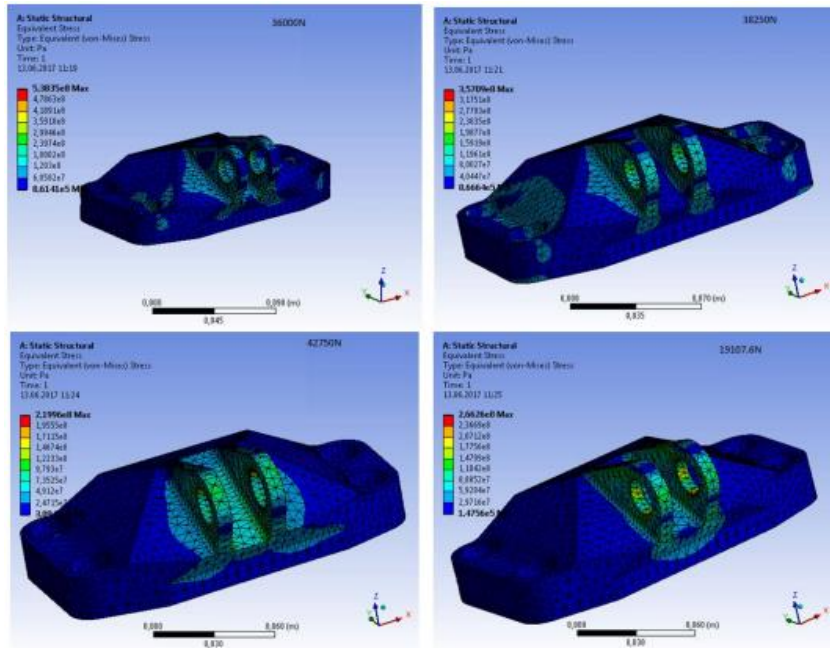 A: Static Structural
Equivalent Stress
Type: Equivalent (von-Mises) Stress
Unit: Pa
Time: 1
13.06.2017 11:19
36000N
5,3835e8 Max
4,7863e8
4,1891e8
3,5918e8
2,9946e8
2,3974e8
1,8002e8
1,203e8
6,0582e7
8,6141e5
0,000
0,090 (m)
0,045
Z
Y
X
A: Static Structural
Equivalent Stress
Type: Equivalent (von-Mises) Stress
Unit: Pa
Time: 1
13.06.2017 11:21
38250N
3,5709e8 Max
3,1751e8
2,7793e8
2,3835e8
1,9877e8
1,5919e8
1,1961e8
8,0027e7
4,0447e7
8,6664e5
0,000
0,070 (m)
0,035
Z
Y
X
A: Static Structural
Equivalent Stress
Type: Equivalent (von-Mises) Stress
Unit: Pa
Time: 1
13.06.2017 11:24
42750N
2,1996e8 Max
1,9555e8
1,7115e8
1,4674e8
1,2233e8
9,793e7
7,3525e7
4,912e7
2,4715e7
0,000
0,060 (m)
0,030
Z
Y
X
A: Static Structural
Equivalent Stress
Type: Equivalent (von-Mises) Stress
Unit: Pa
Time: 1
13.06.2017 11:25
19107.6N
2,6626e8 Max
2,3669e8
2,0712e8
1,7756e8
1,4799e8
1,1842e8
8,8852e7
5,9284e7
2,9716e7
1,4756e5
0,000
0,060 (m)
0,030
Z
Y
X